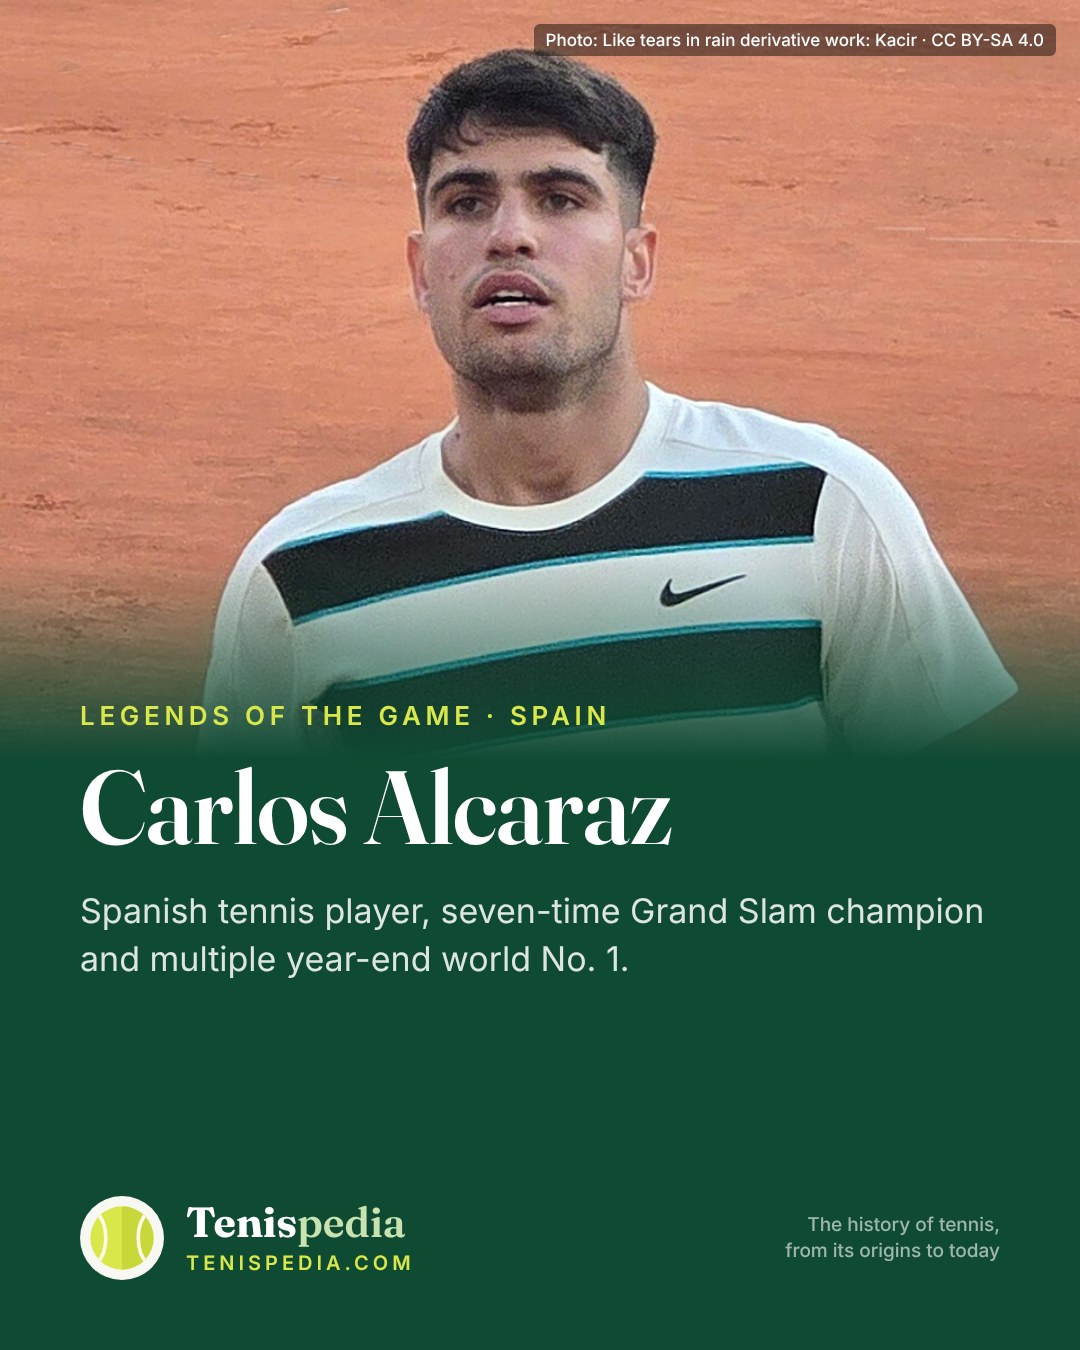 Photo: Like tears in rain derivative work: Kacir · CC BY-SA 4.0
LEGENDS OF THE GAME · SPAIN
Carlos Alcaraz
Spanish tennis player, seven-time Grand Slam champion
and multiple year-end world No. 1.
Tenispedia
TENISPEDIA.COM
The history of tennis,
from its origins to today